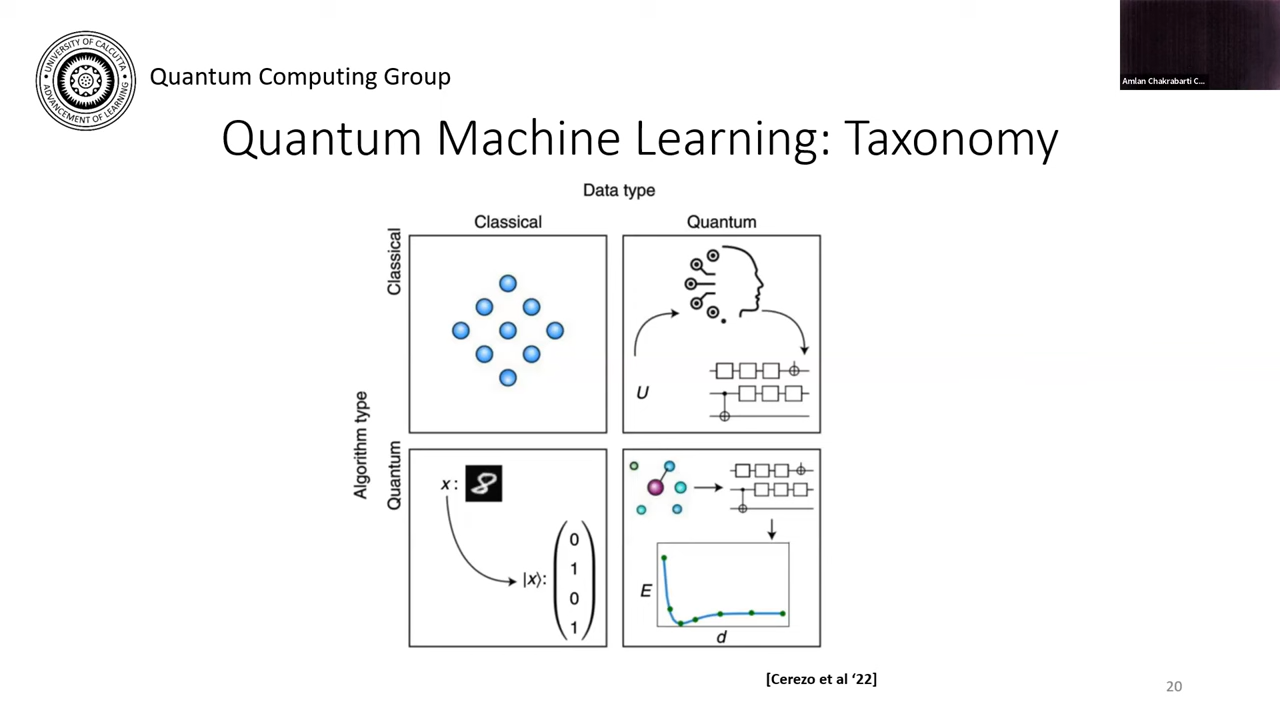 UNIVERSITY OF CALCUTTA
ADVANCEMENT OF LEARNING
Quantum Computing Group
Amlan Chakrabarti C...
Quantum Machine Learning: Taxonomy
Data type
Classical
Quantum
Algorithm type
Classical
U
Quantum
x :
8
|x⟩:
0
1
0
1
E
d
[Cerezo et al ‘22]
20